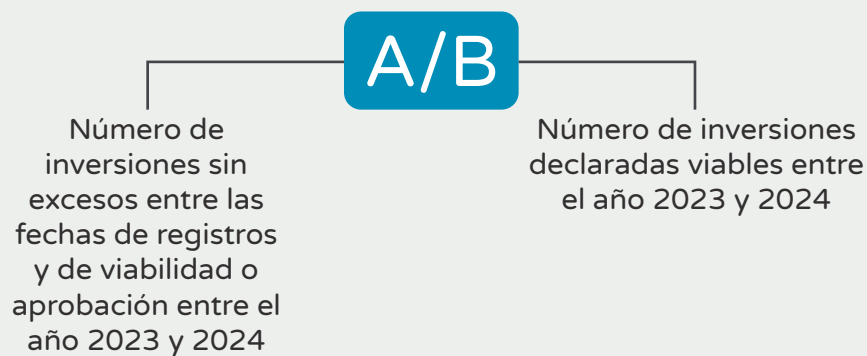 A/B
Número de
inversiones sin
excesos entre las
fechas de registros
y de viabilidad o
aprobación entre el
año 2023 y 2024
Número de inversiones
declaradas viables entre
el año 2023 y 2024